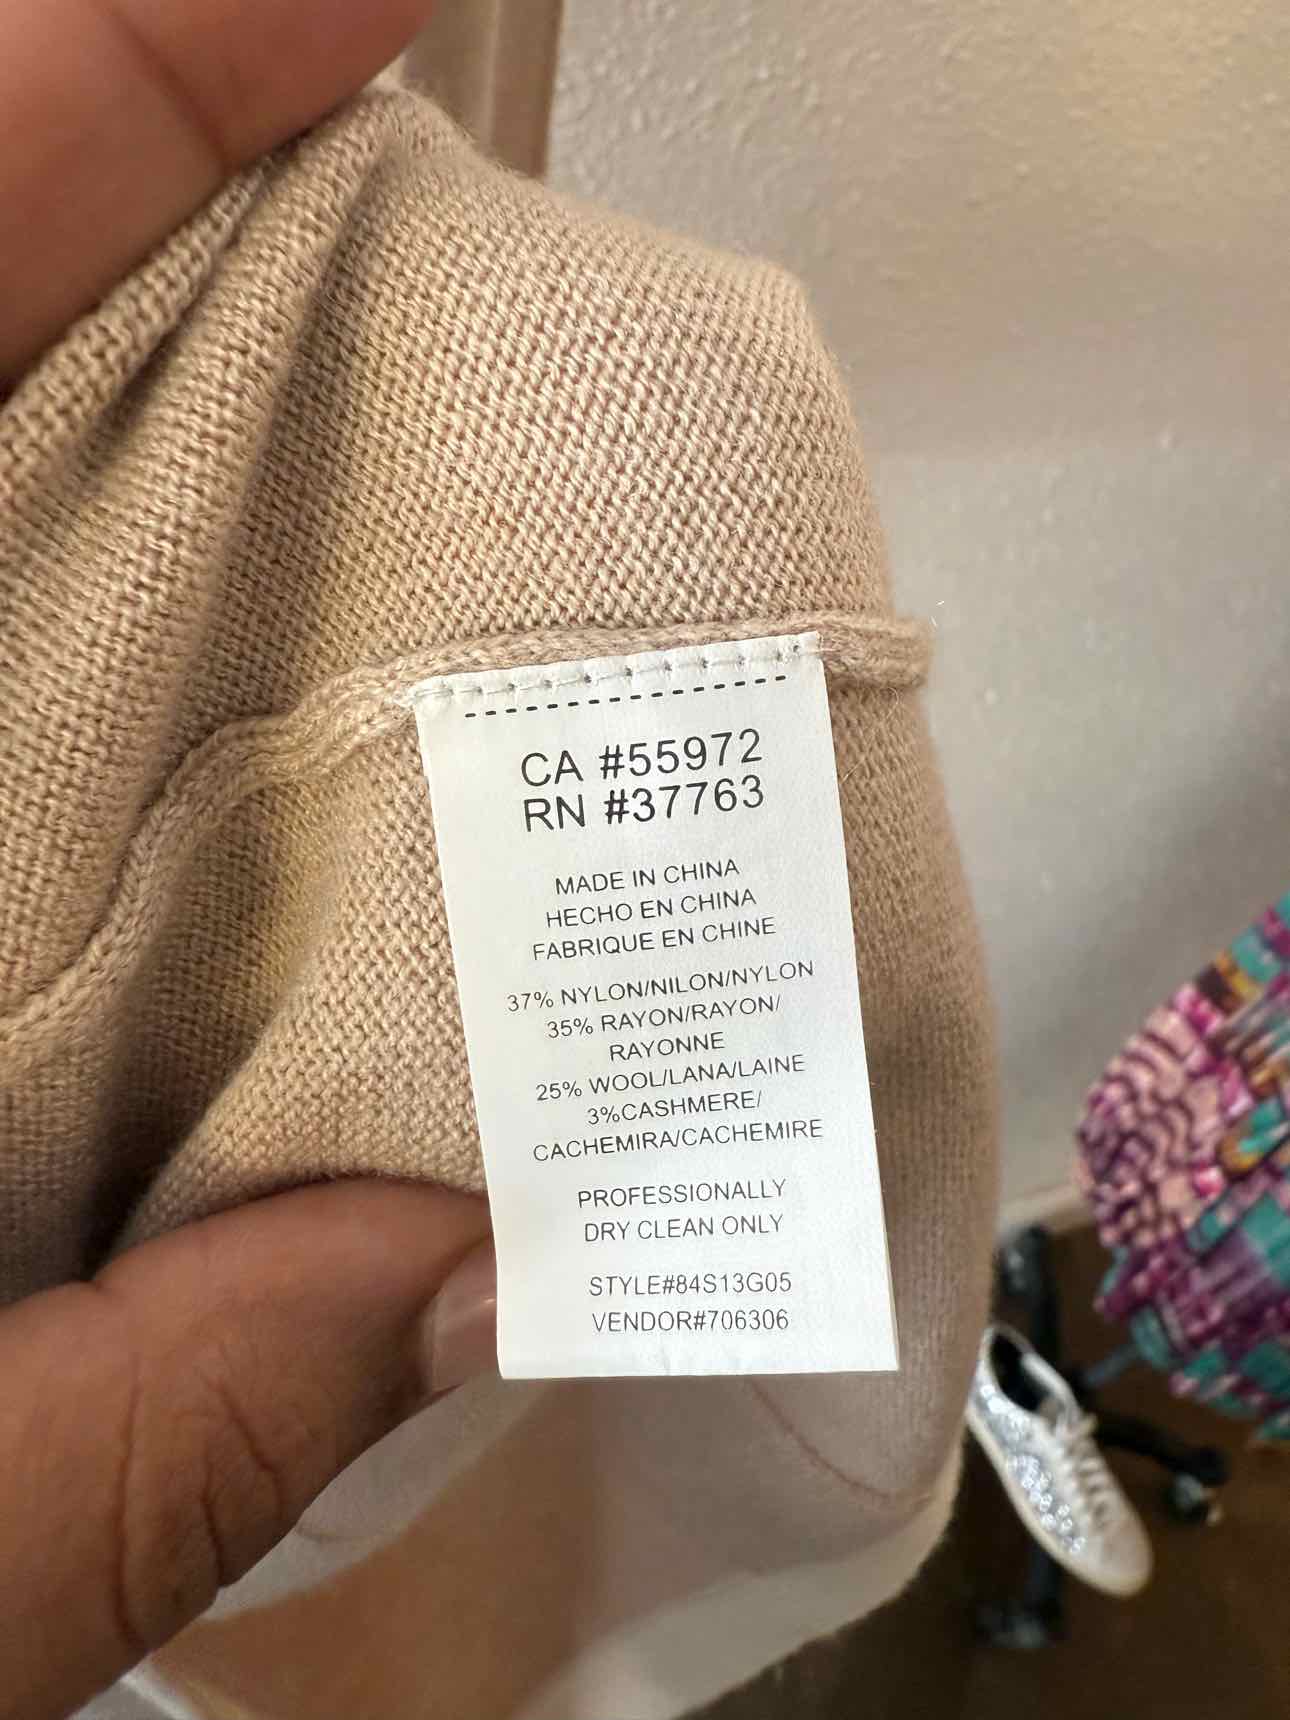 CA #55972
RN #37763
MADE IN CHINA
HECHO EN CHINA
FABRIQUE EN CHINE
37% NYLON/NILON/NYLON
35% RAYON/RAYON/
RAYONNE
25% WOOL/LANA/LAINE
3%CASHMERE/
CACHEMIRA/CACHEMIRE
PROFESSIONALLY
DRY CLEAN ONLY
STYLE#84S13G05
VENDOR#706306